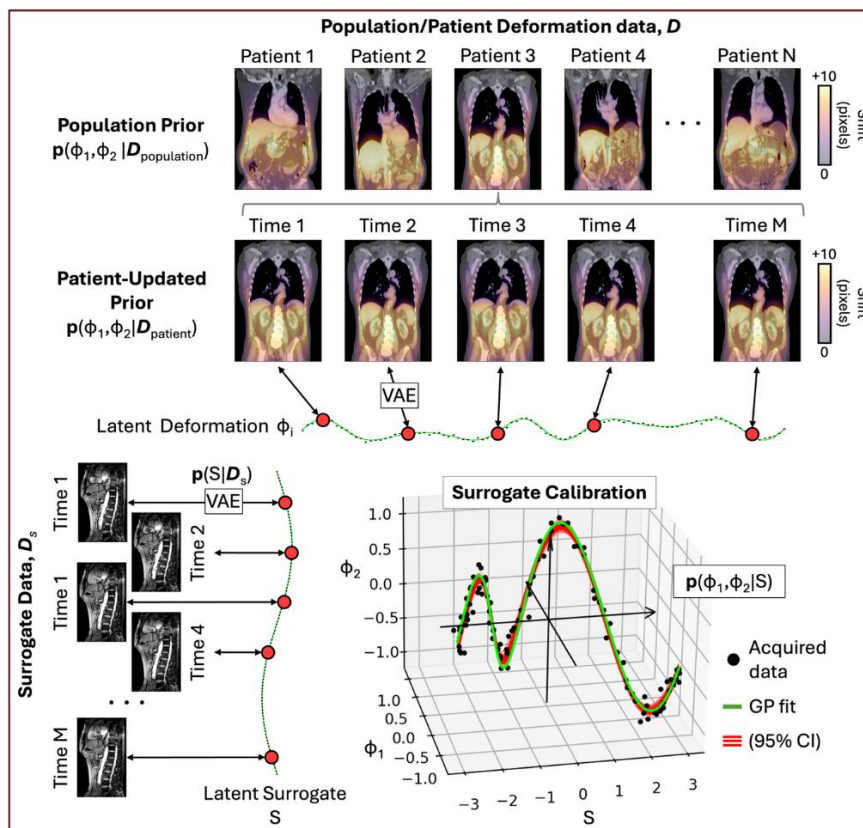 Population/Patient Deformation data, D
Patient 1 Patient 2 Patient 3 Patient 4 Patient N
Population Prior
p(ϕ₁,ϕ₂ |D_population)
. . .
+10
Shift
(pixels)
0
Time 1 Time 2 Time 3 Time 4 Time M
Patient-Updated
Prior
p(ϕ₁,ϕ₂|D_patient)
+10
Shift
(pixels)
0
VAE
Latent Deformation ϕᵢ
Surrogate Data, Dₛ
p(S|Dₛ)
VAE
Time 1
Time 2
Time 1
Time 4
. . .
Time M
Latent Surrogate
S
Surrogate Calibration
p(ϕ₁,ϕ₂|S)
ϕ₂
1.0
0.5
0.0
−0.5
−1.0
ϕ₁
1.0
0.5
0.0
−0.5
−1.0
−3 −2 −1 0 1 2 3
S
Acquired
data
GP fit
(95% CI)